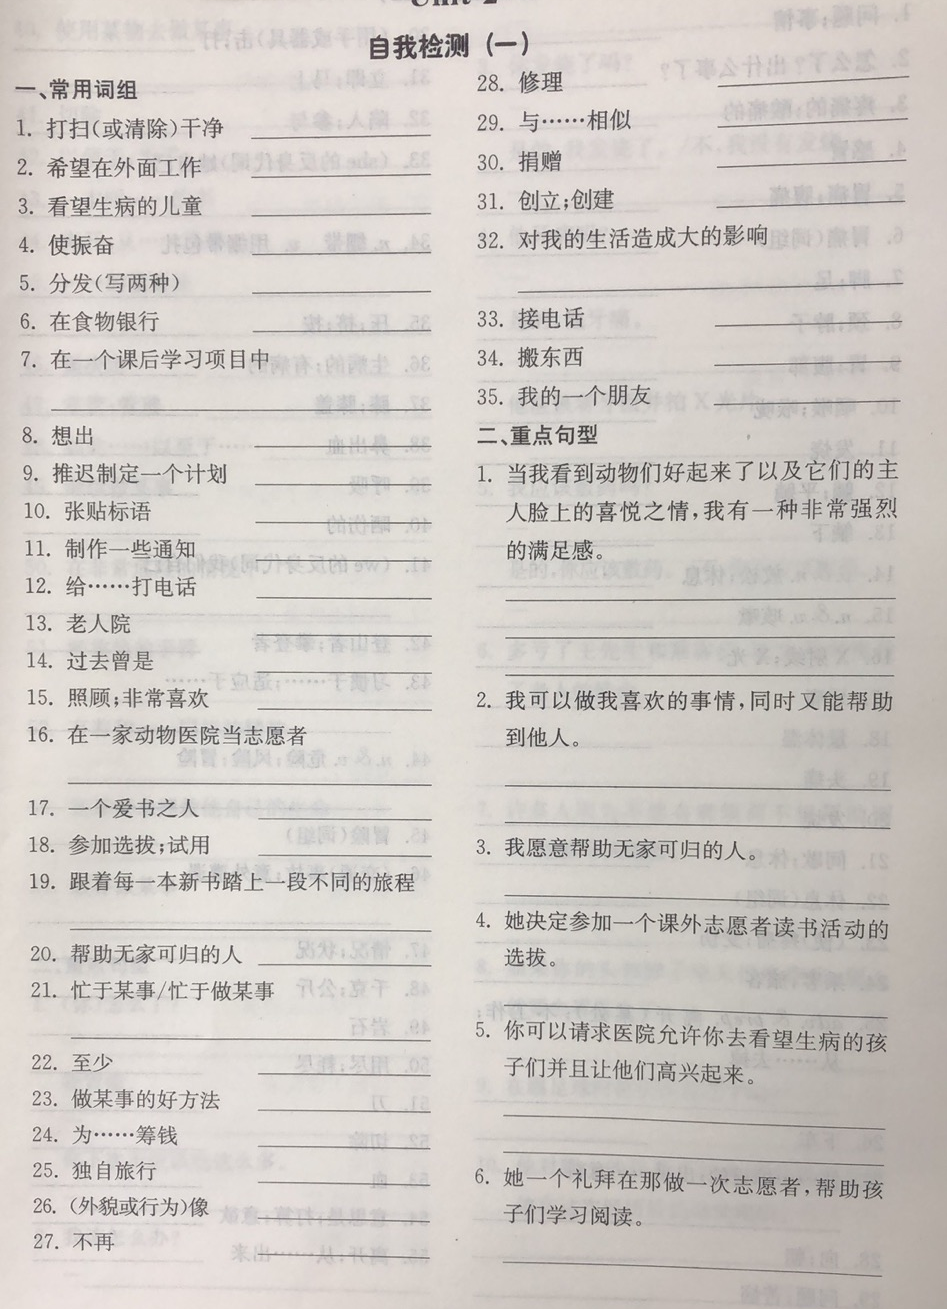 自我检测（一）
一、常用词组
1. 打扫(或清除)干净
2. 希望在外面工作
3. 看望生病的儿童
4. 使振奋
5. 分发(写两种)
6. 在食物银行
7. 在一个课后学习项目中
8. 想出
9. 推迟制定一个计划
10. 张贴标语
11. 制作一些通知
12. 给……打电话
13. 老人院
14. 过去曾是
15. 照顾;非常喜欢
16. 在一家动物医院当志愿者
17. 一个爱书之人
18. 参加选拔;试用
19. 跟着每一本新书踏上一段不同的旅程
20. 帮助无家可归的人
21. 忙于某事/忙于做某事
22. 至少
23. 做某事的好方法
24. 为……筹钱
25. 独自旅行
26. (外貌或行为)像
27. 不再
28. 修理
29. 与……相似
30. 捐赠
31. 创立;创建
32. 对我的生活造成大的影响
33. 接电话
34. 搬东西
35. 我的一个朋友
二、重点句型
1. 当我看到动物们好起来了以及它们的主
人脸上的喜悦之情,我有一种非常强烈
的满足感。
2. 我可以做我喜欢的事情,同时又能帮助
到他人。
3. 我愿意帮助无家可归的人。
4. 她决定参加一个课外志愿者读书活动的
选拔。
5. 你可以请求医院允许你去看望生病的孩
子们并且让他们高兴起来。
6. 她一个礼拜在那做一次志愿者,帮助孩
子们学习阅读。